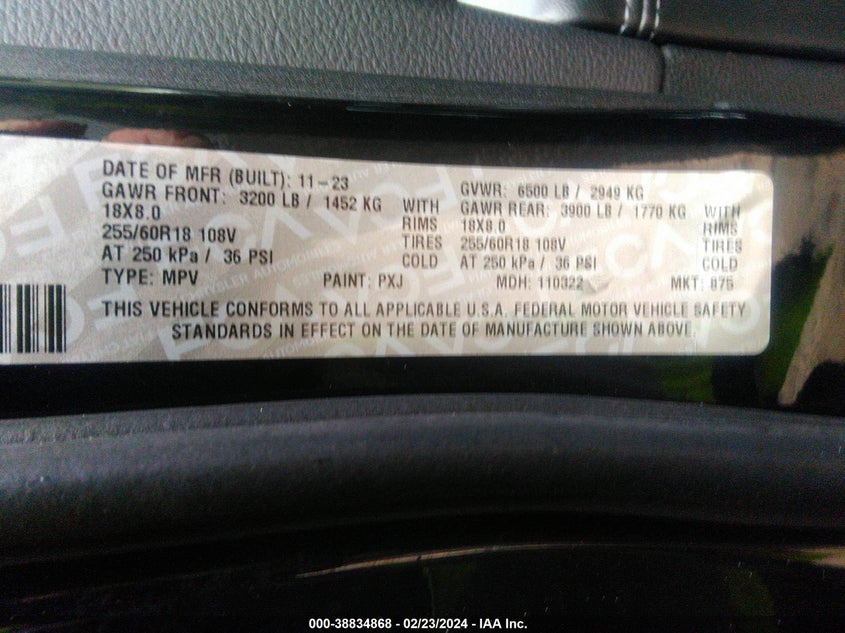 DATE OF MFR (BUILT): 11-23 GVWR: 6500 LB / 2949 KG
GAWR FRONT: 3200 LB / 1452 KG WITH GAWR REAR: 3900 LB / 1770 KG WITH
18X8.0 RIMS 18X8.0 RIMS
255/60R18 108V TIRES 255/60R18 108V TIRES
AT 250 kPa / 36 PSI COLD AT 250 kPa / 36 PSI COLD
TYPE: MPV PAINT: PXJ MDH: 110322 MKT: 875
THIS VEHICLE CONFORMS TO ALL APPLICABLE U.S.A. FEDERAL MOTOR VEHICLE SAFETY
STANDARDS IN EFFECT ON THE DATE OF MANUFACTURE SHOWN ABOVE.
000-38834868 - 02/23/2024 - IAA Inc.